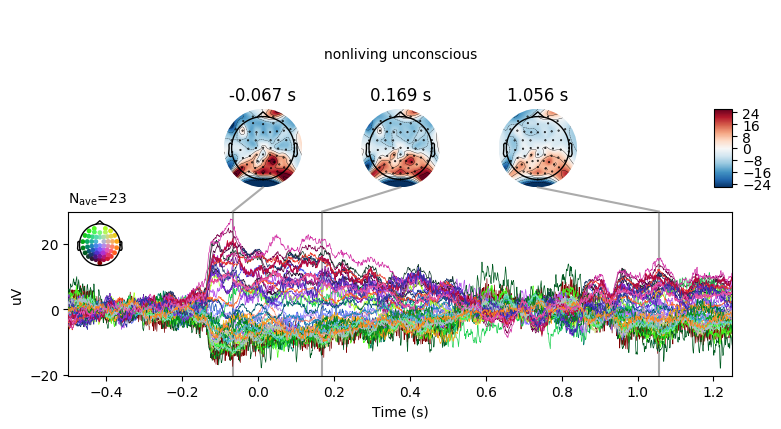 nonliving unconscious
-0.067 s
0.169 s
1.056 s
24
16
8
0
−8
−16
−24
Nave=23
uV
20
0
−20
−0.4
−0.2
0.0
0.2
0.4
0.6
0.8
1.0
1.2
Time (s)